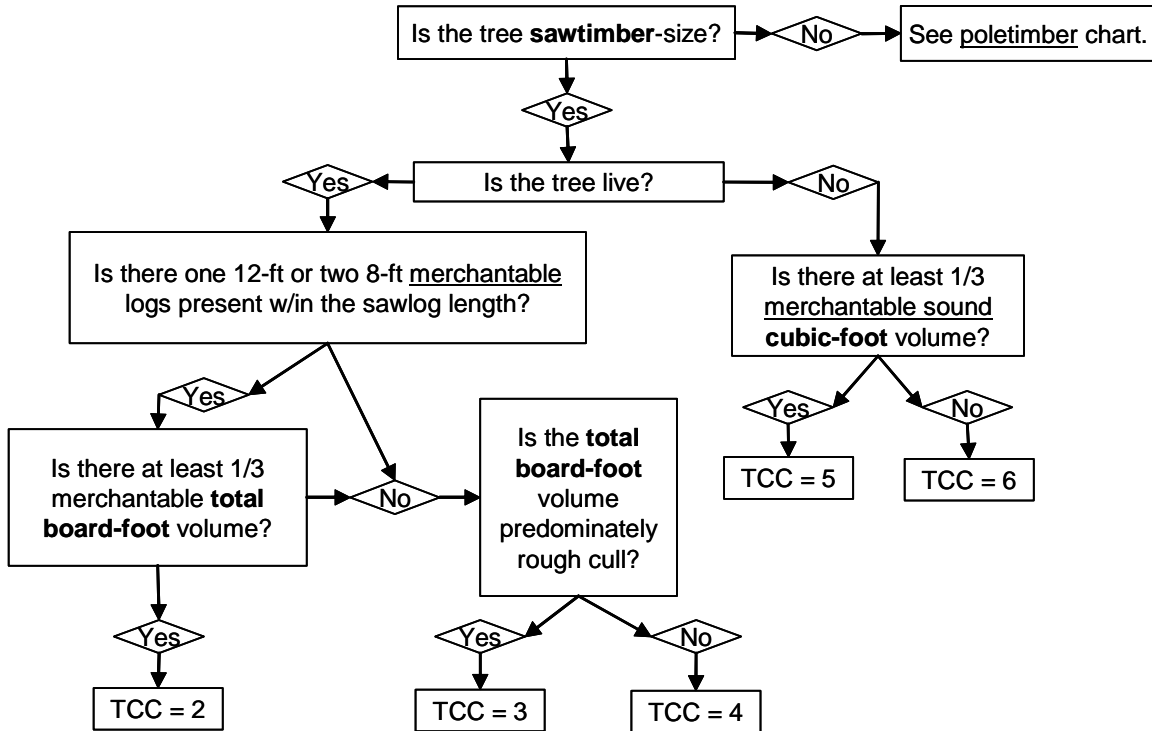 Is the tree sawtimber-size?
No
See poletimber chart.
Yes
Is the tree live?
Yes
No
Is there one 12-ft or two 8-ft merchantable
logs present w/in the sawlog length?
Is there at least 1/3
merchantable sound
cubic-foot volume?
Yes
No
Yes
No
TCC = 5
TCC = 6
Is there at least 1/3
merchantable total
board-foot volume?
Is the total
board-foot
volume
predominately
rough cull?
No
Yes
Yes
No
TCC = 2
TCC = 3
TCC = 4